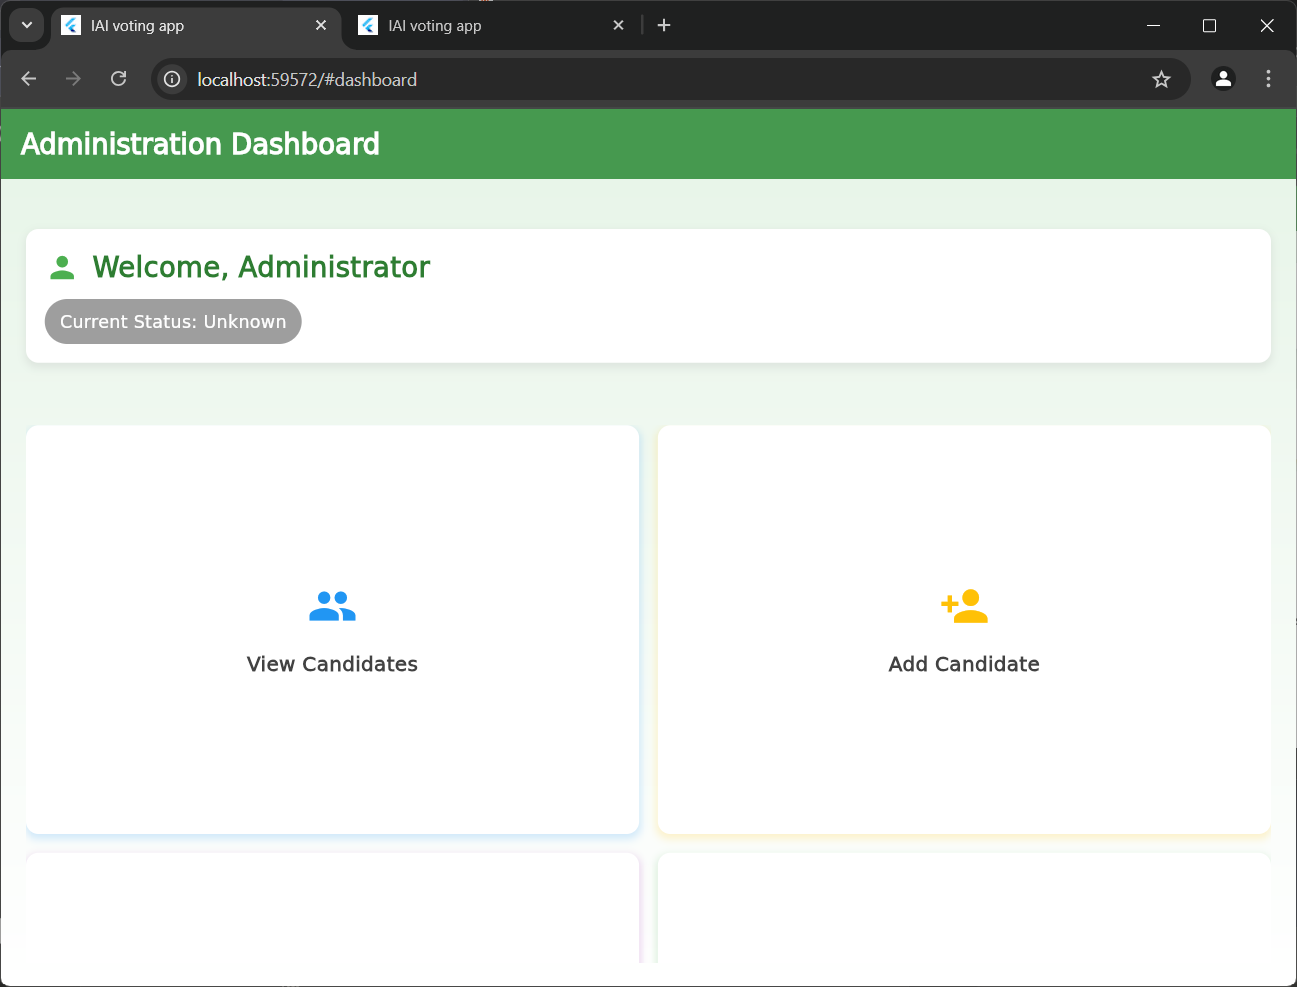 IAI voting app
IAI voting app
localhost:59572/#dashboard
Administration Dashboard
Welcome, Administrator
Current Status: Unknown
View Candidates
Add Candidate